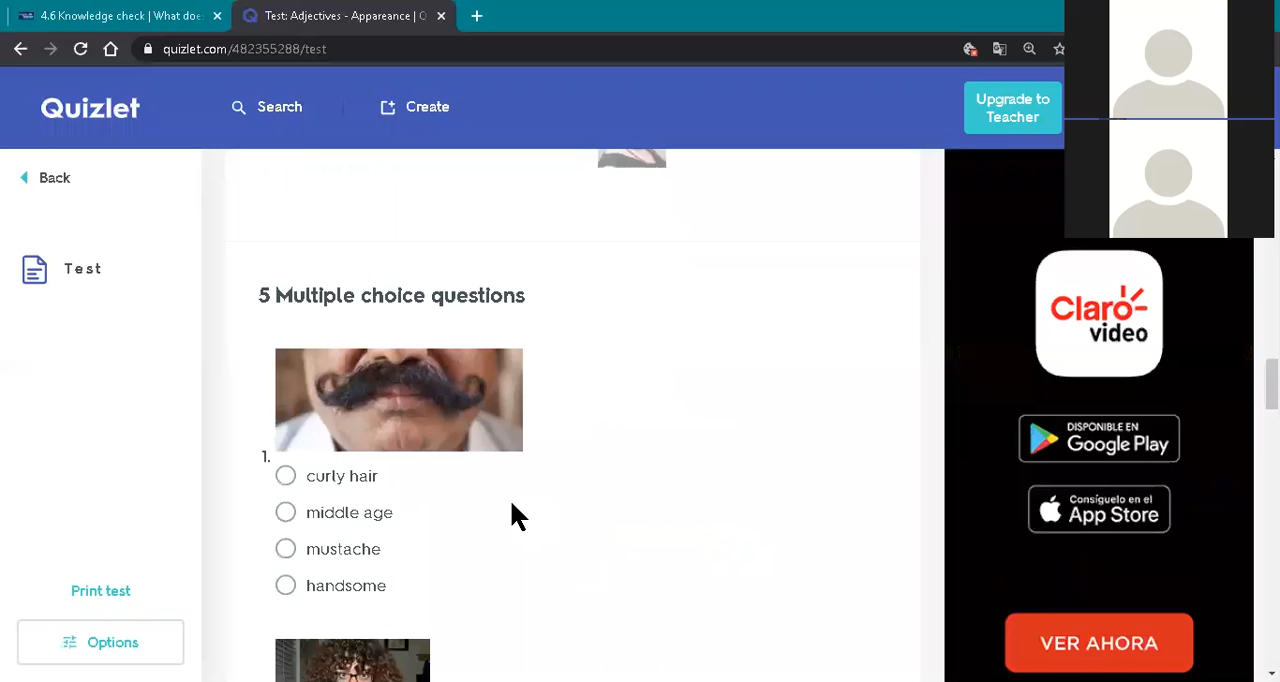 4.6 Knowledge check | What doe
Test: Adjectives - Appareance | Q
quizlet.com/482355288/test
Quizlet
Search
Create
Upgrade to
Teacher
Back
Test
5 Multiple choice questions
1.
curly hair
middle age
mustache
handsome
Print test
Options
Claro
video
DISPONIBLE EN
Google Play
Consíguelo en el
App Store
VER AHORA